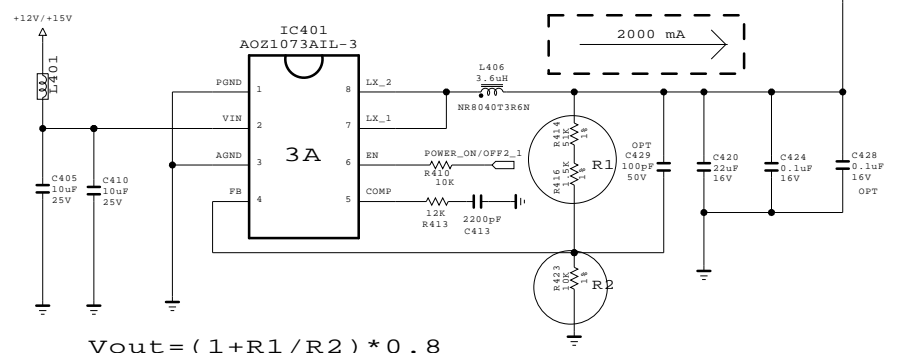 +12V/+15V
L401
C405
10uF
25V
C410
10uF
25V
IC401
AOZ1073AIL-3
PGND
1
VIN
2
AGND
3
FB
4
3A
8
LX_2
7
LX_1
6
EN
5
COMP
L406
3.6uH
NR8040T3R6N
2000 mA
POWER_ON/OFF2_1
R410
10K
12K
R413
2200pF
C413
R414
51K
1%
R416
1.5K
1%
R1
R423
10K
1%
R2
OPT
C429
100pF
50V
C420
22uF
16V
C424
0.1uF
16V
C428
0.1uF
16V
OPT
Vout=(1+R1/R2)*0.8